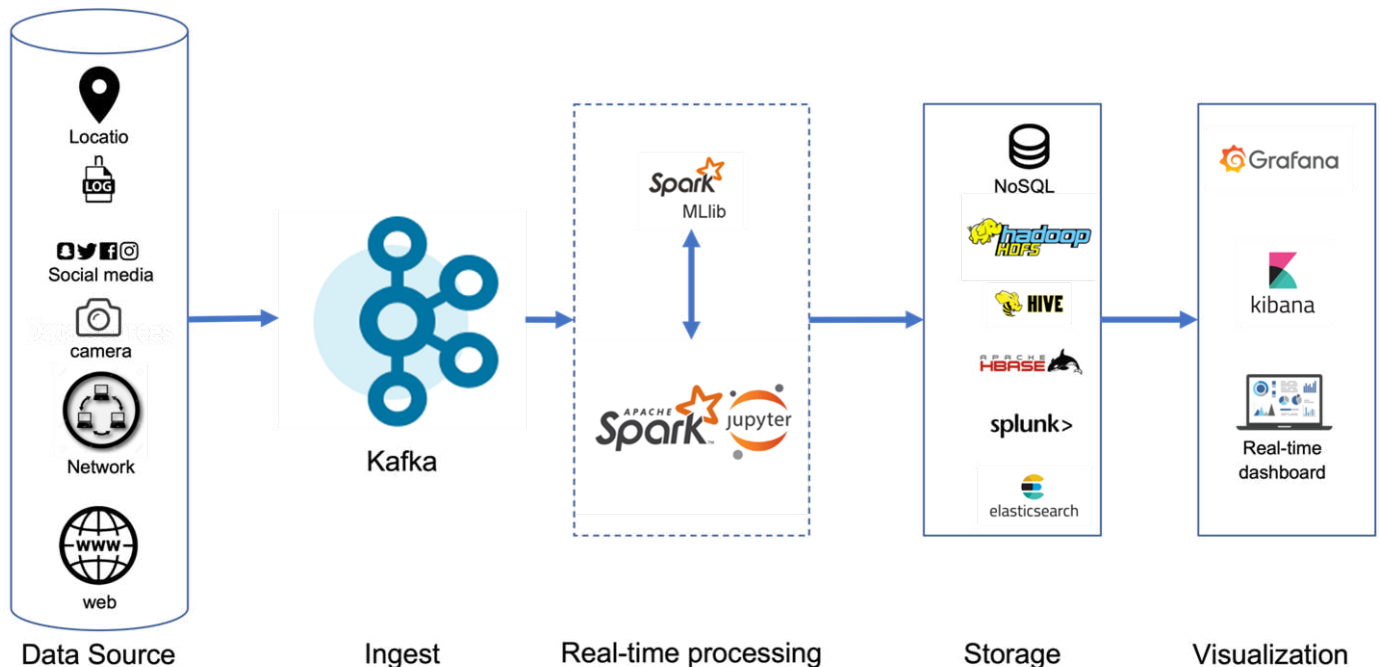 Locatio
n
LOG
Social media
camera
Network
WWW
web
Data Source
Kafka
Ingest
Spark
MLlib
APACHE
Spark™
jupyter
Real-time processing
NoSQL
hadoop
HDFS
HIVE
APACHE
HBASE
splunk>
elasticsearch
Storage
Grafana
kibana
Real-time
dashboard
Visualization